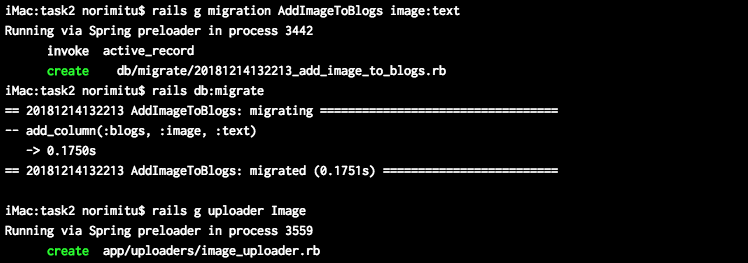 iMac:task2 norimitu$ rails g migration AddImageToBlogs image:text
Running via Spring preloader in process 3442
      invoke  active_record
      create    db/migrate/20181214132213_add_image_to_blogs.rb
iMac:task2 norimitu$ rails db:migrate
== 20181214132213 AddImageToBlogs: migrating ==================================
-- add_column(:blogs, :image, :text)
   -> 0.1750s
== 20181214132213 AddImageToBlogs: migrated (0.1751s) =========================
iMac:task2 norimitu$ rails g uploader Image
Running via Spring preloader in process 3559
      create  app/uploaders/image_uploader.rb